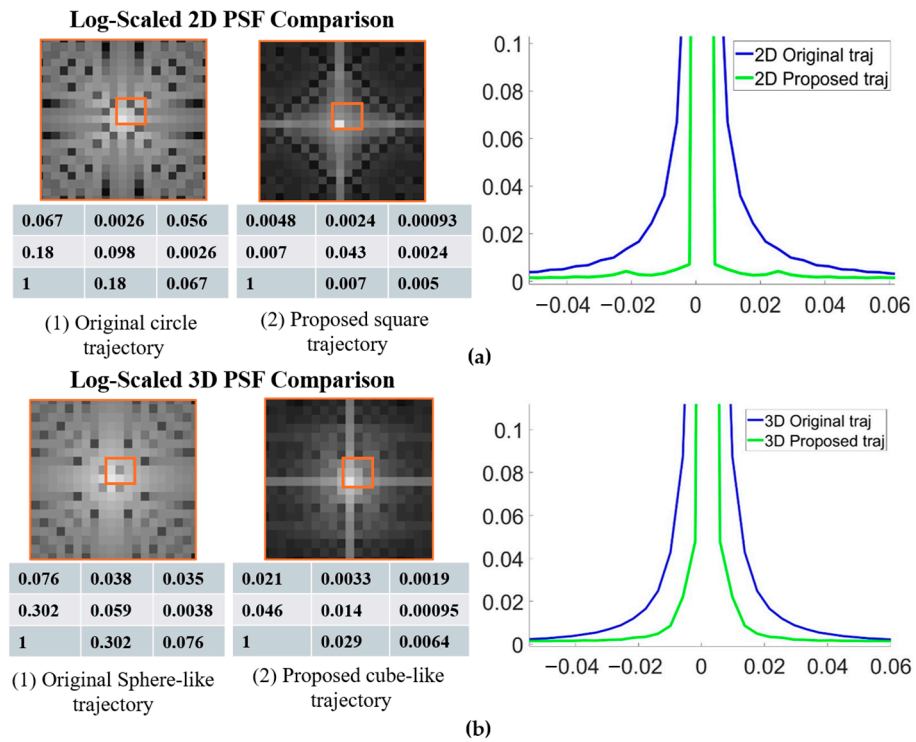 Log-Scaled 2D PSF Comparison
0.067 0.0026 0.056
0.18 0.098 0.0026
1 0.18 0.067
(1) Original circle
trajectory
0.0048 0.0024 0.00093
0.007 0.043 0.0024
1 0.007 0.005
(2) Proposed square
trajectory
2D Original traj
2D Proposed traj
0.1
0.08
0.06
0.04
0.02
0
−0.04 −0.02 0 0.02 0.04 0.06
(a)
Log-Scaled 3D PSF Comparison
0.076 0.038 0.035
0.302 0.059 0.0038
1 0.302 0.076
(1) Original Sphere-like
trajectory
0.021 0.0033 0.0019
0.046 0.014 0.00095
1 0.029 0.0064
(2) Proposed cube-like
trajectory
3D Original traj
3D Proposed traj
0.1
0.08
0.06
0.04
0.02
0
−0.04 −0.02 0 0.02 0.04 0.06
(b)